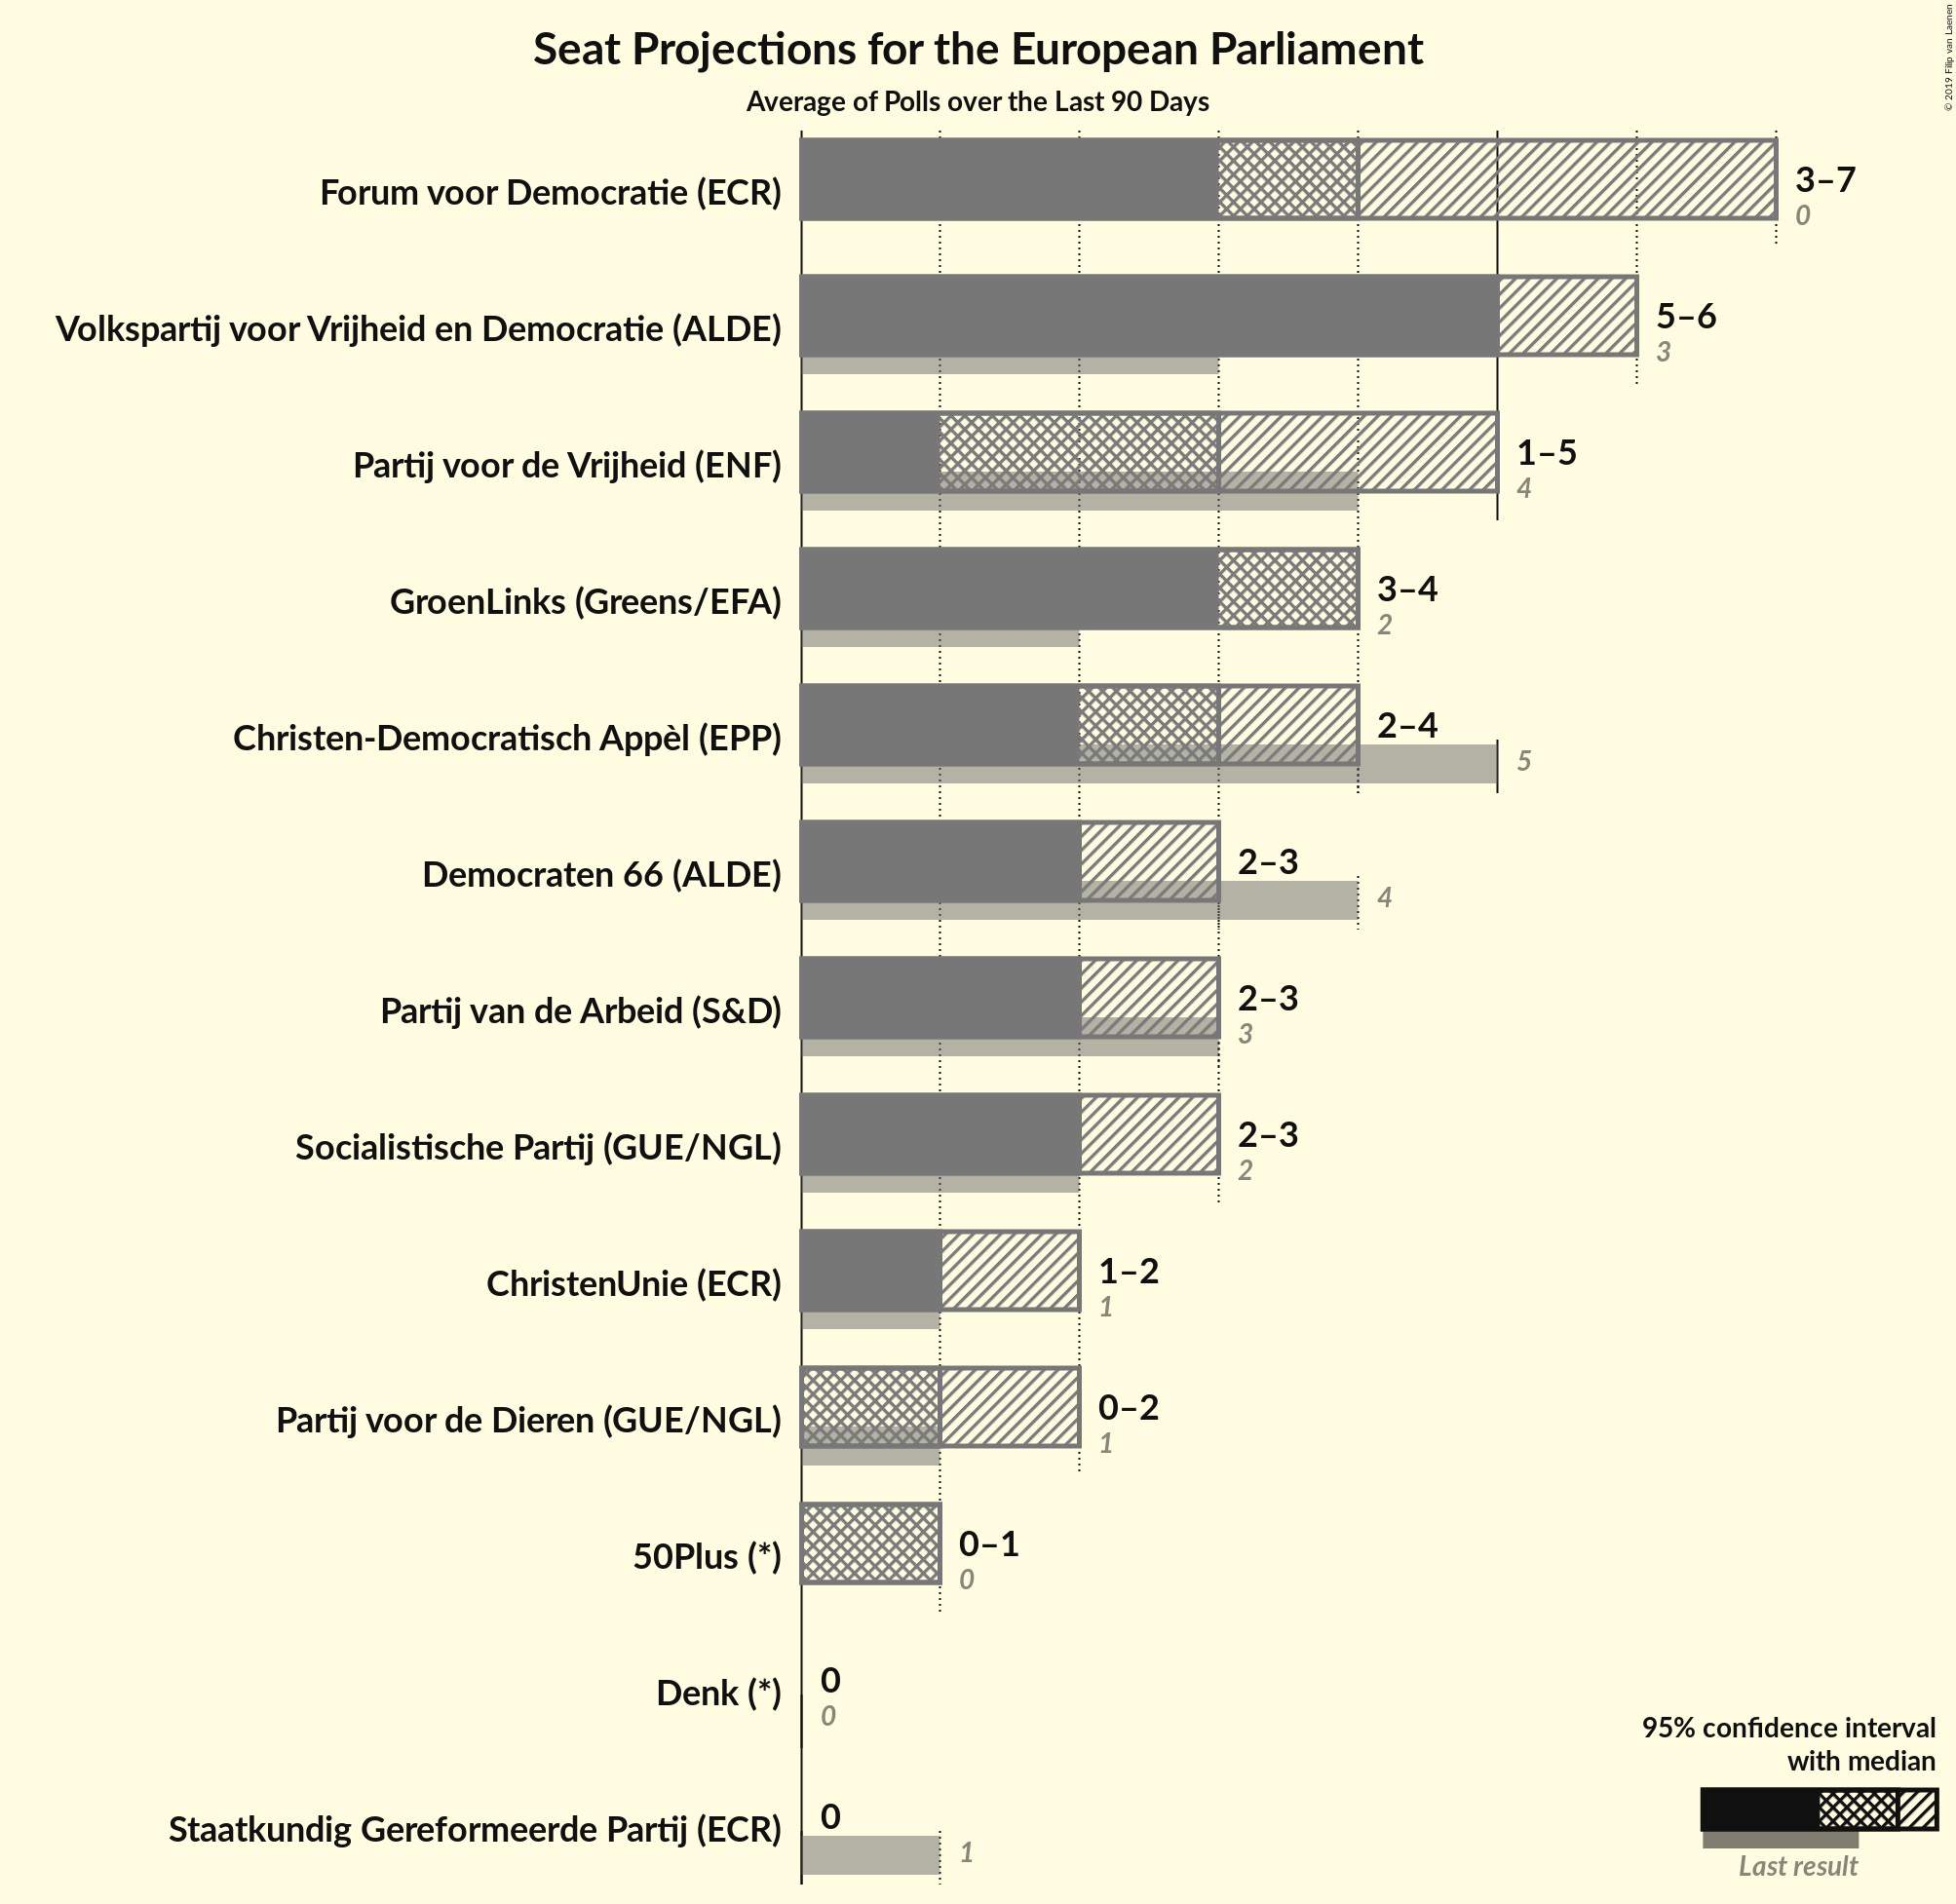 Seat Projections for the European Parliament
Average of Polls over the Last 90 Days
© 2019 Filip van Laenen
Forum voor Democratie (ECR)
3–7
0
Volkspartij voor Vrijheid en Democratie (ALDE)
5–6
3
Partij voor de Vrijheid (ENF)
1–5
4
GroenLinks (Greens/EFA)
3–4
2
Christen-Democratisch Appèl (EPP)
2–4
5
Democraten 66 (ALDE)
2–3
4
Partij van de Arbeid (S&D)
2–3
3
Socialistische Partij (GUE/NGL)
2–3
2
ChristenUnie (ECR)
1–2
1
Partij voor de Dieren (GUE/NGL)
0–2
1
50Plus (*)
0–1
0
Denk (*)
0
0
Staatkundig Gereformeerde Partij (ECR)
0
1
95% confidence interval
with median
Last result